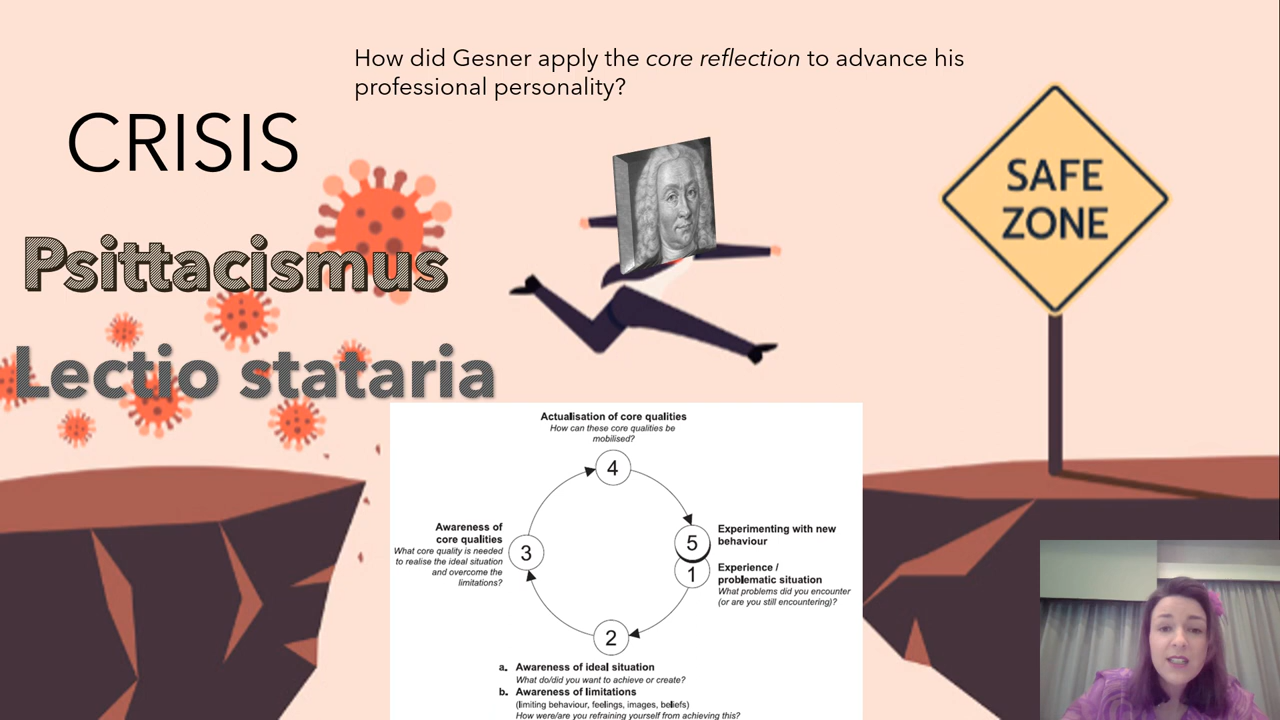 How did Gesner apply the core reflection to advance his
professional personality?
CRISIS
SAFE
ZONE
Psittacismus
Lectio stataria
Actualisation of core qualities
How can these core qualities be
mobilised?
4
Awareness of
core qualities
What core quality is needed
to realise the ideal situation
and overcome the
limitations?
3
5
Experimenting with new
behaviour
1
Experience /
problematic situation
What problems did you encounter
(or are you still encountering)?
2
a. Awareness of ideal situation
What do/did you want to achieve or create?
b. Awareness of limitations
(limiting behaviour, feelings, images, beliefs)
How were/are you refraining yourself from achieving this?